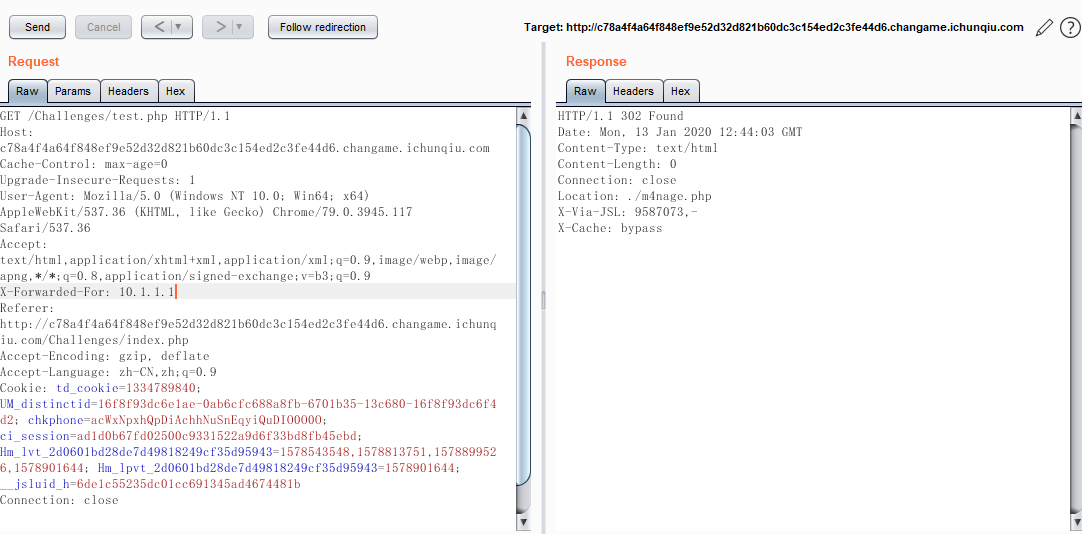 Send Cancel < | ▼ > | ▼ Follow redirection Target: http://c78a4f4a64f848ef9e52d32d821b60dc3c154ed2c3fe44d6.changame.ichunqiu.com ?
Request
Raw Params Headers Hex
GET /Challenges/test.php HTTP/1.1
Host:
c78a4f4a64f848ef9e52d32d821b60dc3c154ed2c3fe44d6.changame.ichunqiu.com
Cache-Control: max-age=0
Upgrade-Insecure-Requests: 1
User-Agent: Mozilla/5.0 (Windows NT 10.0; Win64; x64)
AppleWebKit/537.36 (KHTML, like Gecko) Chrome/79.0.3945.117
Safari/537.36
Accept:
text/html,application/xhtml+xml,application/xml;q=0.9,image/webp,image/
apng,*/*;q=0.8,application/signed-exchange;v=b3;q=0.9
X-Forwarded-For: 10.1.1.1
Referer:
http://c78a4f4a64f848ef9e52d32d821b60dc3c154ed2c3fe44d6.changame.ichunq
iu.com/Challenges/index.php
Accept-Encoding: gzip, deflate
Accept-Language: zh-CN,zh;q=0.9
Cookie: td_cookie=1334789840;
UM_distinctid=16f8f93dc6e1ae-0ab6cfc688a8fb-6701b35-13c680-16f8f93dc6f4
d2; chkphone=acWxNpxhQpDiAchhNuSnEqyiQuDIO0O0O;
ci_session=ad1d0b67fd02500c9331522a9d6f33bd8fb45ebd;
Hm_lvt_2d0601bd28de7d49818249cf35d95943=1578543548,1578813751,157889952
6,1578901644; Hm_lpvt_2d0601bd28de7d49818249cf35d95943=1578901644;
__jsluid_h=6de1c55235dc01cc691345ad4674481b
Connection: close
Response
Raw Headers Hex
HTTP/1.1 302 Found
Date: Mon, 13 Jan 2020 12:44:03 GMT
Content-Type: text/html
Content-Length: 0
Connection: close
Location: ./m4nage.php
X-Via-JSL: 9587073,-
X-Cache: bypass